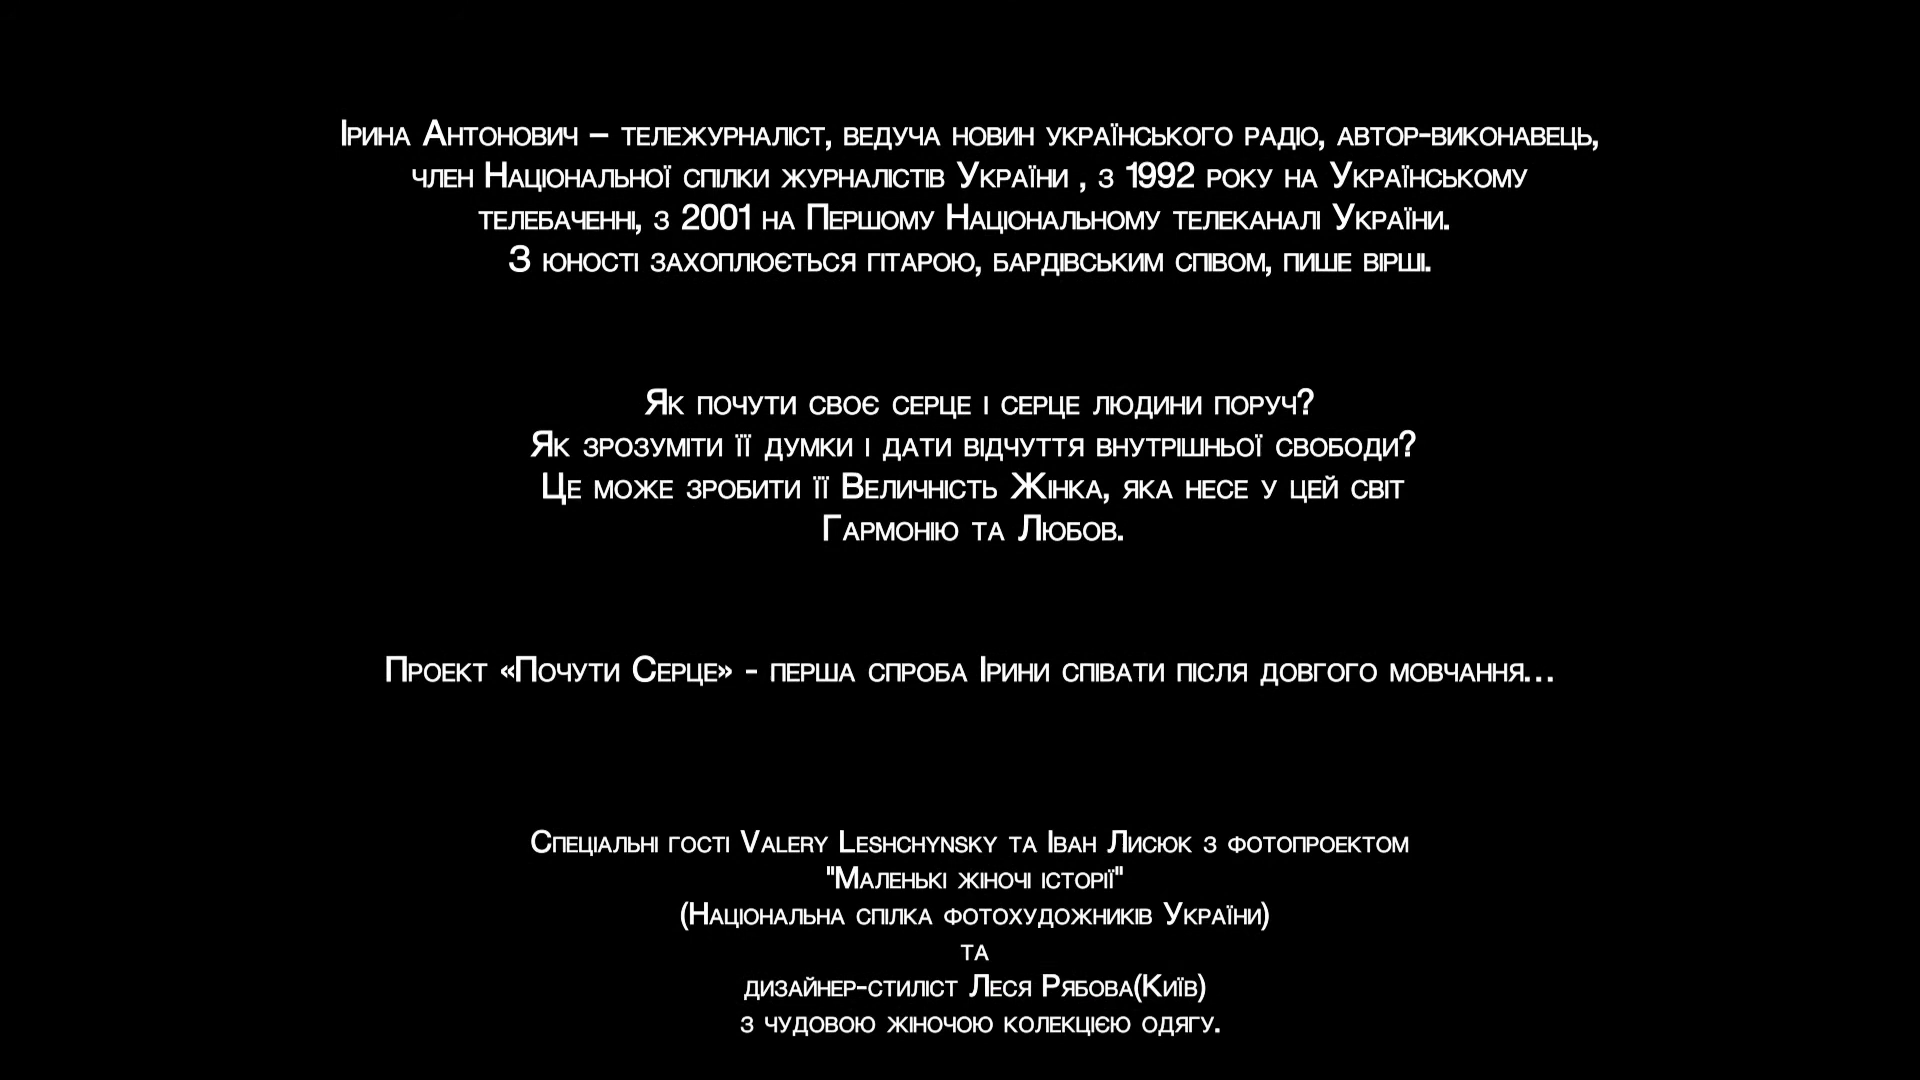 Ірина Антонович – тележурналіст, ведуча новин українського радіо, автор-виконавець,
член Національної спілки журналістів України , з 1992 року на Українському
телебаченні, з 2001 на Першому Національному телеканалі України.
З юності захоплюється гітарою, бардівським співом, пише вірші.
Як почути своє серце і серце людини поруч?
Як зрозуміти її думки і дати відчуття внутрішньої свободи?
Це може зробити її Величність Жінка, яка несе у цей світ
Гармонію та Любов.
Проект «Почути Серце» - перша спроба Ірини співати після довгого мовчання...
Спеціальні гості Valery Leshchynsky та Іван Лисюк з фотопроектом
"Маленькі жіночі історії"
(Національна спілка фотохудожників України)
та
дизайнер-стиліст Леся Рябова(Київ)
з чудовою жіночою колекцією одягу.